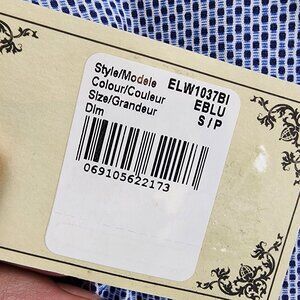 Style/Modele ELW1037BI
Colour/Couleur EBLU
Size/Grandeur S / P
Dim
069105622173